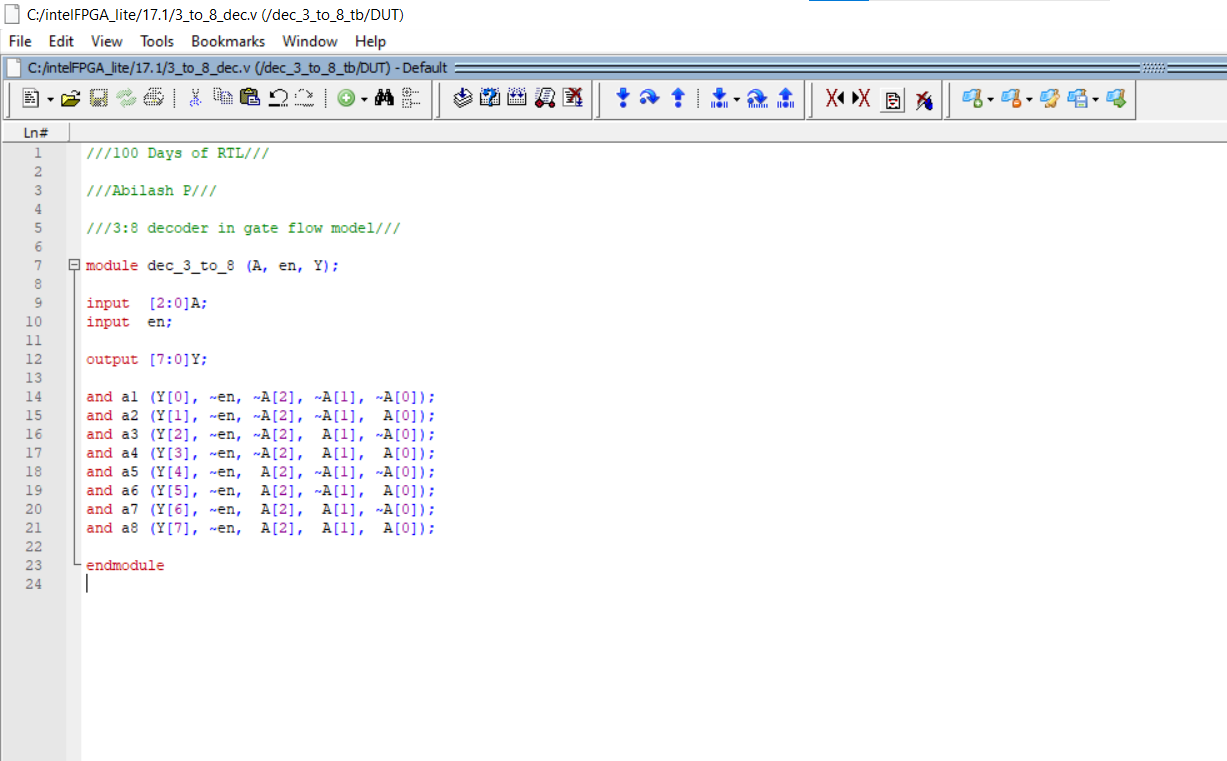 C:/intelFPGA_lite/17.1/3_to_8_dec.v (/dec_3_to_8_tb/DUT)
File Edit View Tools Bookmarks Window Help
C:/intelFPGA_lite/17.1/3_to_8_dec.v (/dec_3_to_8_tb/DUT) - Default
Ln#
1 ///100 Days of RTL///
2
3 ///Abilash P///
4
5 ///3:8 decoder in gate flow model///
6
7 module dec_3_to_8 (A, en, Y);
8
9 input  [2:0]A;
10 input  en;
11
12 output [7:0]Y;
13
14 and a1 (Y[0], ~en, ~A[2], ~A[1], ~A[0]);
15 and a2 (Y[1], ~en, ~A[2], ~A[1],  A[0]);
16 and a3 (Y[2], ~en, ~A[2],  A[1], ~A[0]);
17 and a4 (Y[3], ~en, ~A[2],  A[1],  A[0]);
18 and a5 (Y[4], ~en,  A[2], ~A[1], ~A[0]);
19 and a6 (Y[5], ~en,  A[2], ~A[1],  A[0]);
20 and a7 (Y[6], ~en,  A[2],  A[1], ~A[0]);
21 and a8 (Y[7], ~en,  A[2],  A[1],  A[0]);
22
23 endmodule
24